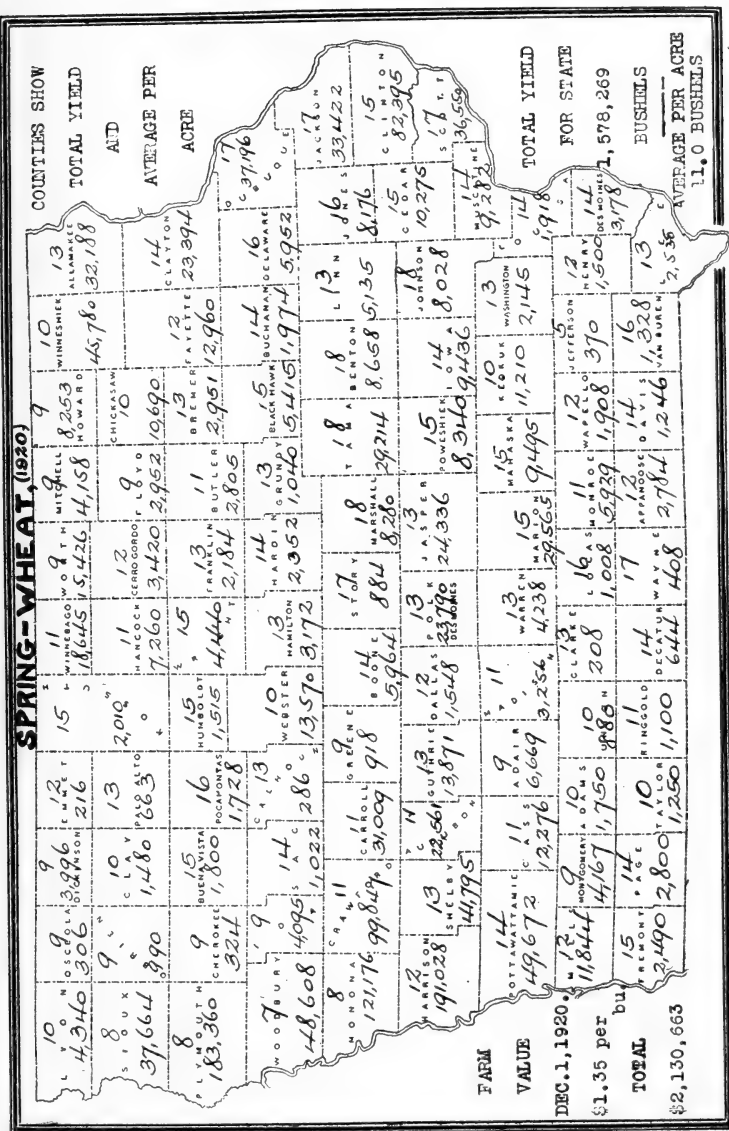 SPRING-WHEAT, (1920)
COUNTIES SHOW
TOTAL YIELD
AND
AVERAGE PER
ACRE
10
LYON
4,340
9
OSCEOLA
306
9
DICKINSON
3,996
12
EMMET
216
15
11
WINNEBAGO
18,645
9
WORTH
15,426
9
MITCHELL
4,158
9
HOWARD
8,253
10
WINNESHIEK
45,780
13
ALLAMAKEE
32,188
8
SIOUX
37,664
9
990
10
CLAY
1,480
13
PALO ALTO
663
2,010
11
HANCOCK
7,260
12
CERRO GORDO
3,420
9
FLOYD
2,952
CHICKASAW
10
10,690
8
PLYMOUTH
183,360
9
CHEROKEE
324
15
BUENA VISTA
1,800
16
POCAHONTAS
1,728
15
HUMBOLDT
1,515
15
4,440
13
FRANKLIN
2,184
11
BUTLER
2,805
13
BREMER
2,951
12
FAYETTE
12,960
14
CLAYTON
23,394
7
WOODBURY
148,608
9
4,095
14
SAC
1,022
13
286
10
WEBSTER
13,570
13
HAMILTON
3,172
14
HARDIN
2,352
13
GRUNDY
1,040
15
BLACK HAWK
5,415
14
BUCHANAN
1,974
16
DELAWARE
5,952
17
37,196
8
MONONA
121,176
11
99,847
11
CARROLL
31,009
9
GREENE
918
14
BOONE
5,964
17
STORY
884
18
MARSHALL
8,280
18
TAMA
29,214
18
BENTON
8,658
13
LINN
5,135
16
JONES
8,176
17
JACKSON
33,422
15
CLINTON
82,395
12
HARRISON
191,028
13
SHELBY
41,195
14
22,561
13
GUTHRIE
13,871
12
DALLAS
1,548
13
POLK
23,790
DES MOINES
13
JASPER
24,336
15
POWESHIEK
8,340
14
IOWA
9,436
18
JOHNSON
8,028
15
CEDAR
10,275
17
SCOTT
36,550
14
MUSCATINE
9,282
14
POTTAWATTAMIE
49,672
11
CASS
12,276
9
ADAIR
6,669
11
31,256
13
WARREN
4,238
15
MARION
29,565
15
MAHASKA
9,495
10
KEOKUK
11,210
13
WASHINGTON
2,145
14
1,918
12
MILLS
11,844
9
MONTGOMERY
4,167
10
ADAMS
1,750
10
13
CLARKE
208
16
LUCAS
1,008
11
MONROE
5,929
12
WAPELLO
1,908
5
JEFFERSON
370
12
HENRY
1,500
14
DES MOINES
3,178
15
FREMONT
2,490
14
PAGE
2,800
10
TAYLOR
1,250
11
RINGGOLD
1,100
14
DECATUR
644
17
WAYNE
408
12
APPANOOSE
2,784
14
DAVIS
1,246
16
VAN BUREN
1,328
13
LEE
2,535
FARM
VALUE
DEC.1,1920.
$1.35 per
bu.
TOTAL
$2,130,663
TOTAL YIELD
FOR STATE
1,578,269
BUSHELS
AVERAGE PER ACRE
11.0 BUSHELS